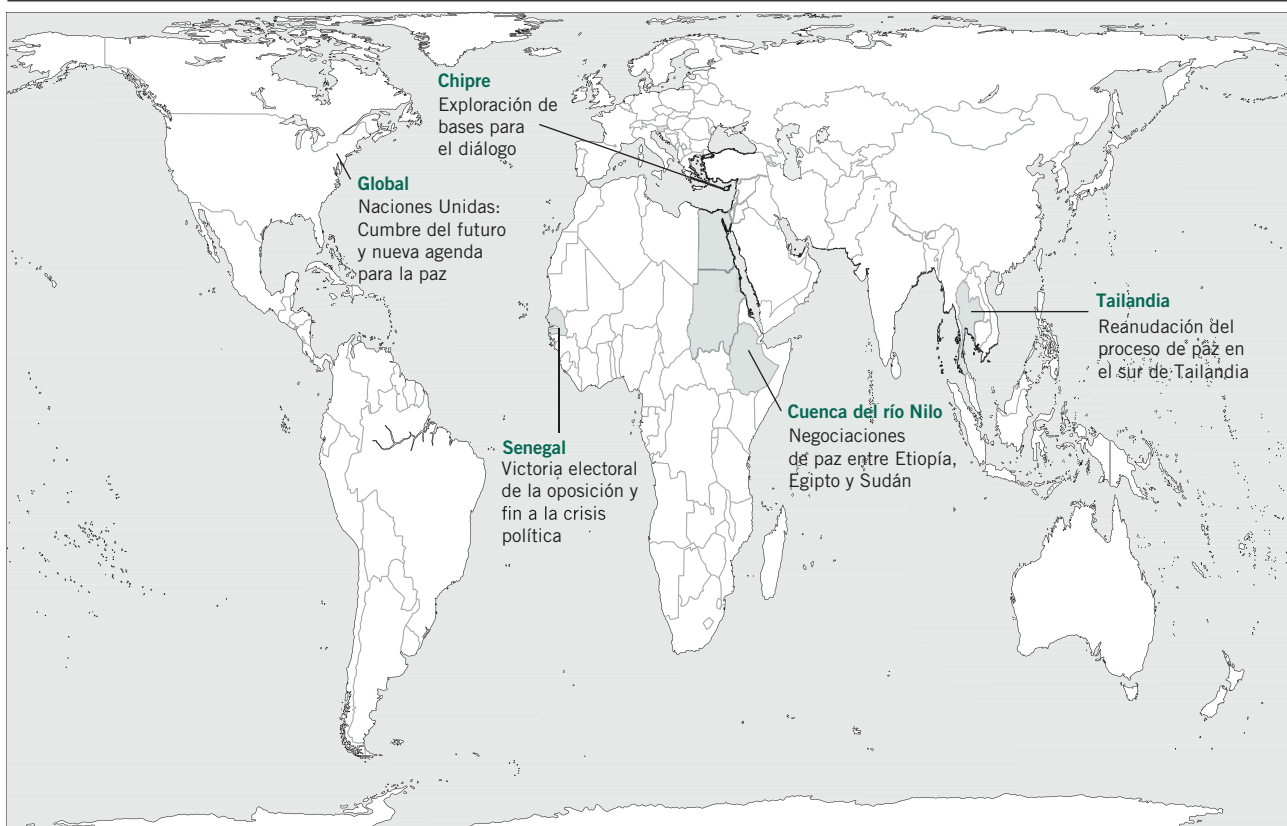 Chipre
Exploración de
bases para
el diálogo
Global
Naciones Unidas:
Cumbre del futuro
y nueva agenda
para la paz
Tailandia
Reanudación del
proceso de paz en
el sur de Tailandia
Cuenca del río Nilo
Negociaciones
de paz entre Etiopía,
Egipto y Sudán
Senegal
Victoria electoral
de la oposición y
fin a la crisis
política